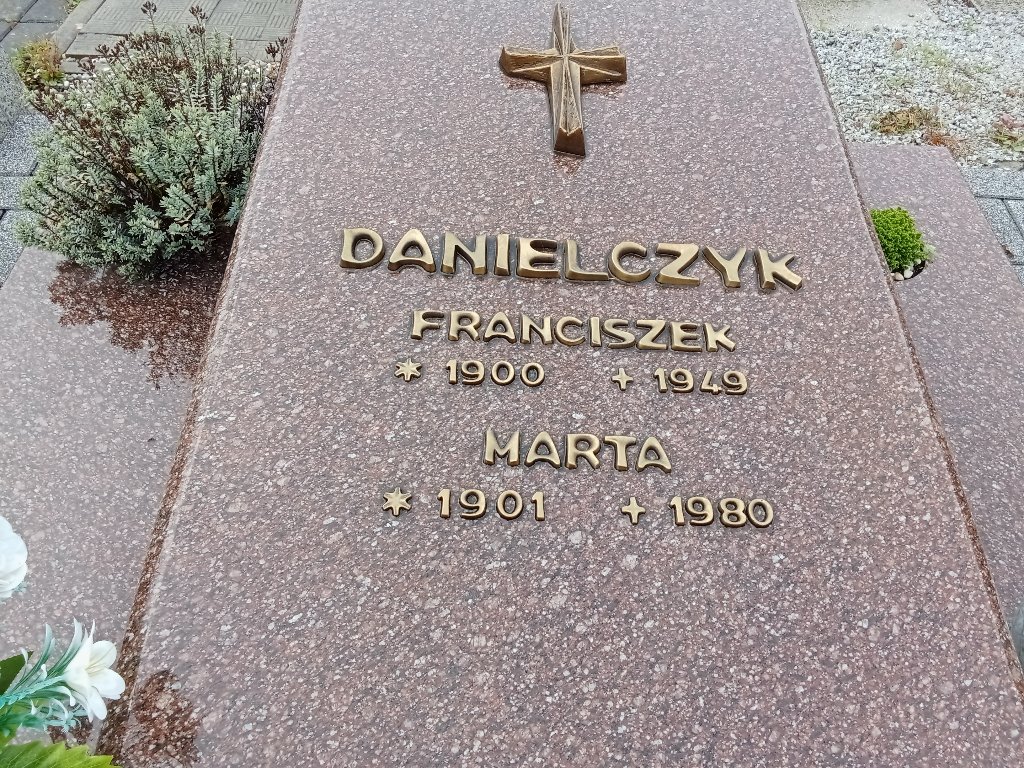 DANIELCZYK
FRANCISZEK
* 1900 + 1949
MARTA
* 1901 + 1980